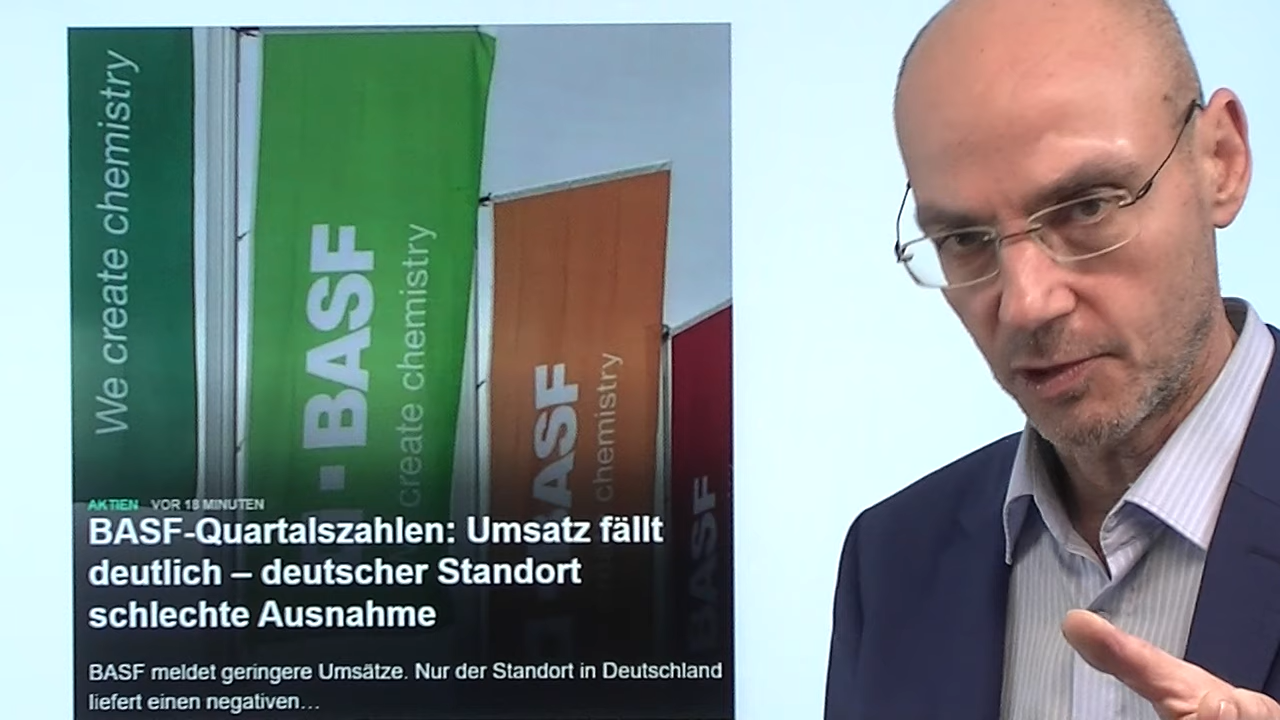 We create chemistry
BASF
create chemistry
BASF
chemistry
BASF
AKTIEN VOR 18 MINUTEN
BASF-Quartalszahlen: Umsatz fällt
deutlich – deutscher Standort
schlechte Ausnahme
BASF meldet geringere Umsätze. Nur der Standort in Deutschland
liefert einen negativen…